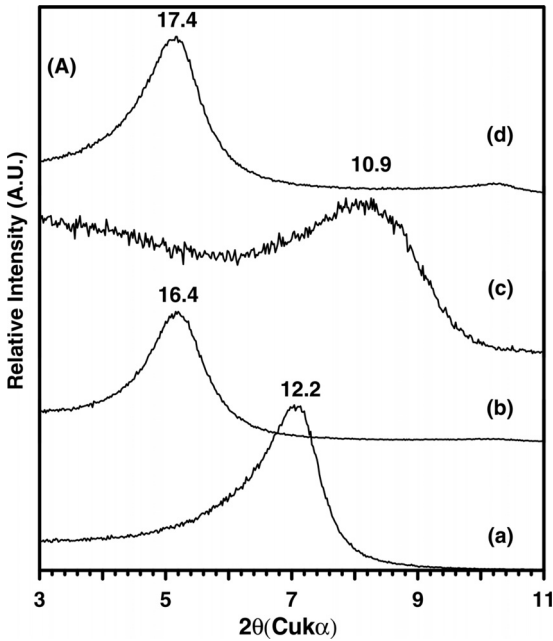 17.4
(A)
(d)
10.9
(c)
16.4
12.2
(b)
(a)
Relative Intensity (A.U.)
3 5 7 9 11
2θ(Cukα)